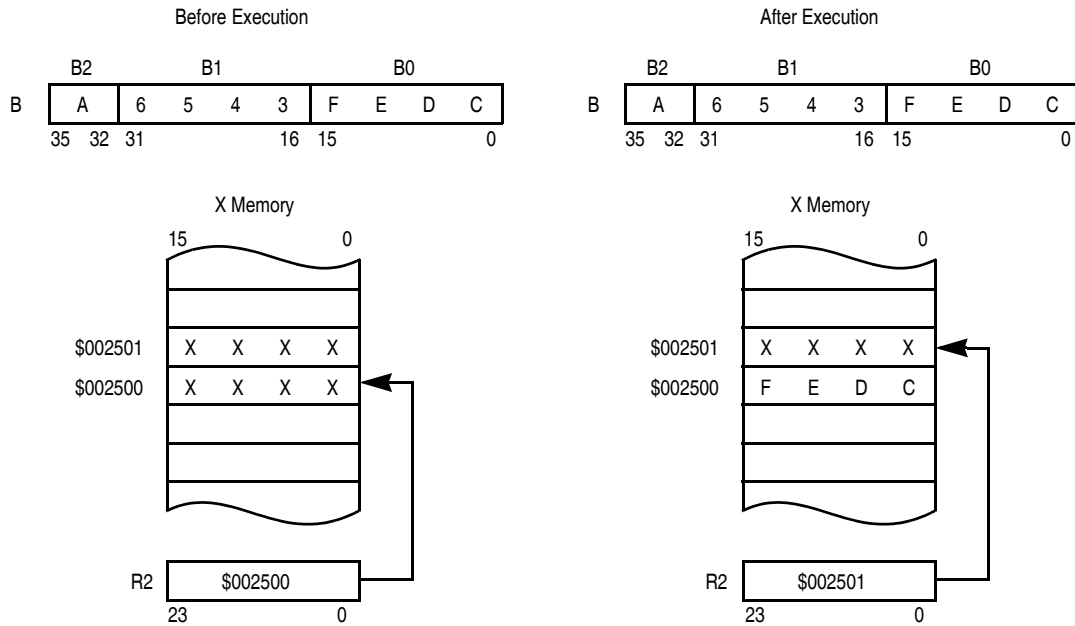 Before Execution
B2 B1 B0
B A 6 5 4 3 F E D C
35 32 31 16 15 0
X Memory
15 0
$002501 X X X X
$002500 X X X X
R2 $002500
23 0
After Execution
B2 B1 B0
B A 6 5 4 3 F E D C
35 32 31 16 15 0
X Memory
15 0
$002501 X X X X
$002500 F E D C
R2 $002501
23 0